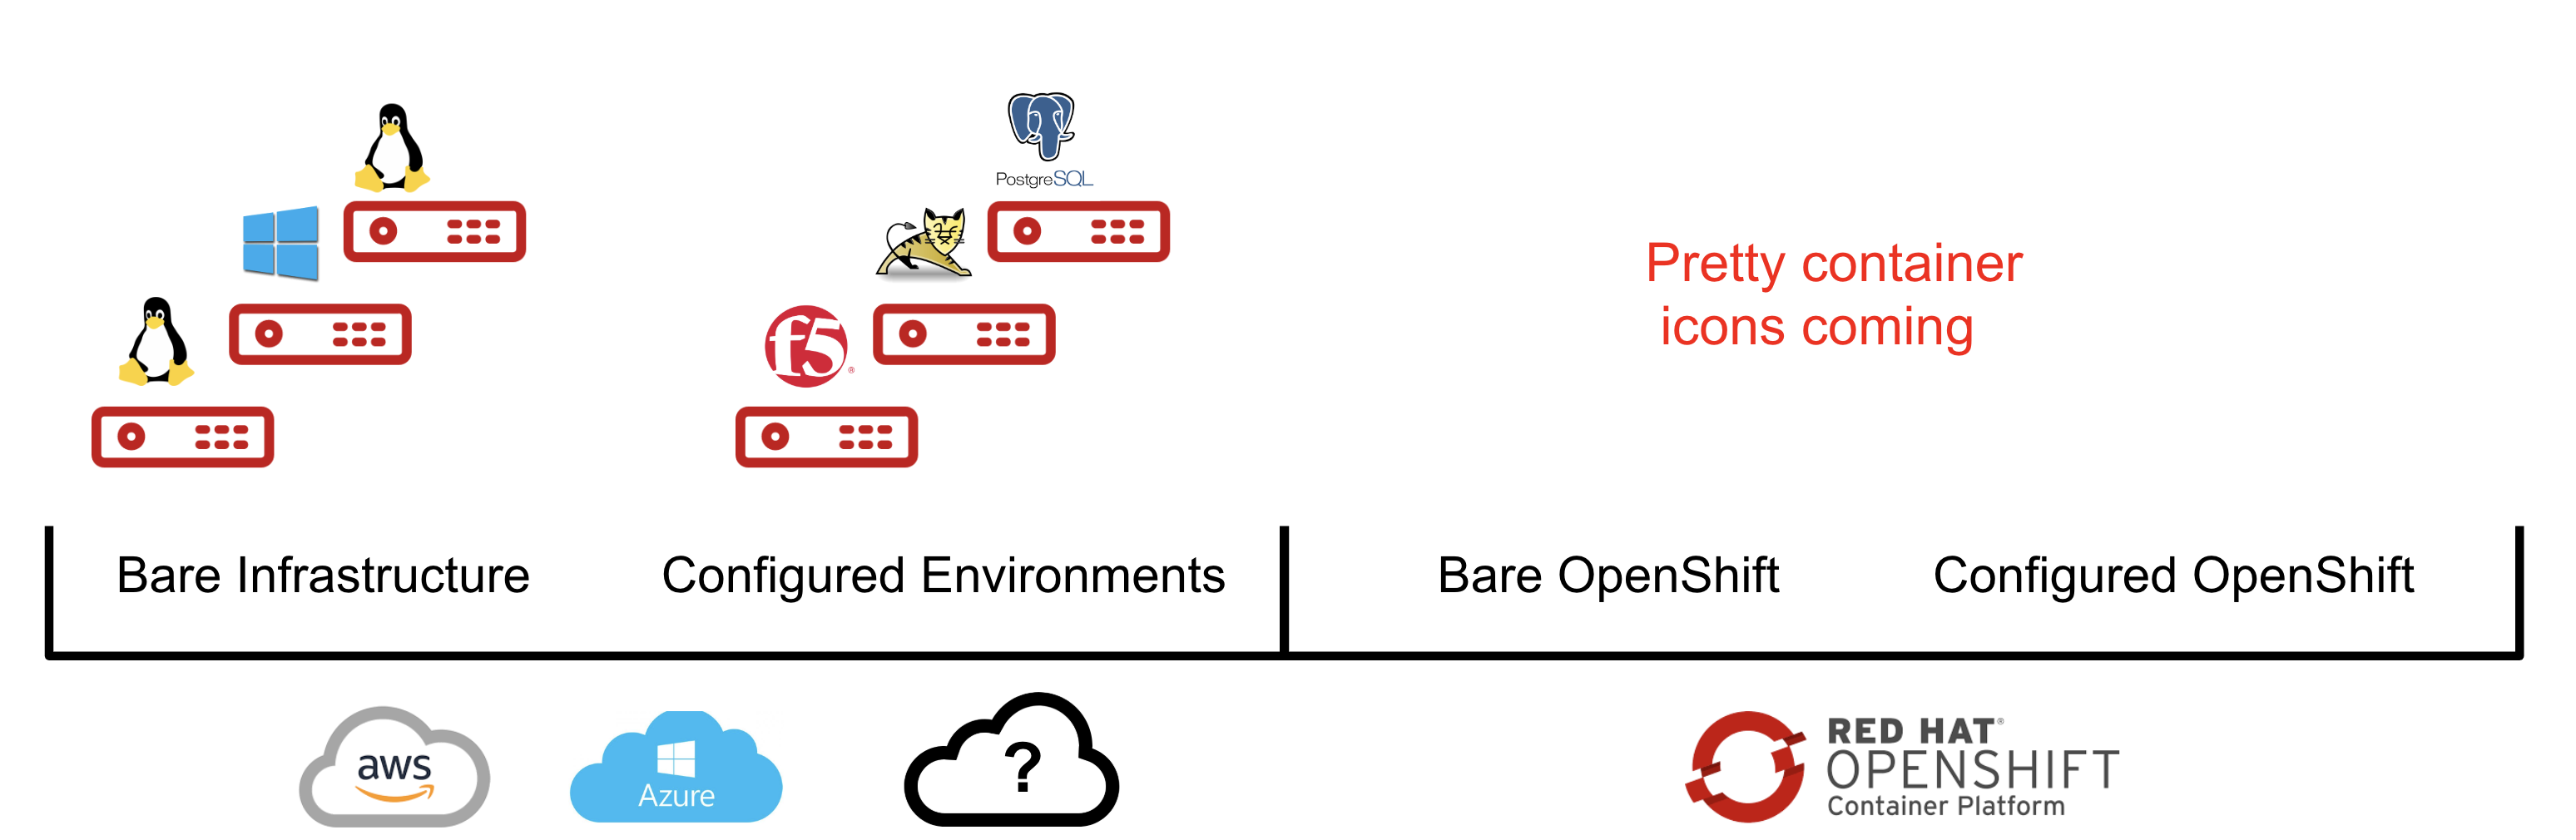 PostgreSQL
f5
®
Pretty container
icons coming
Bare Infrastructure
Configured Environments
Bare OpenShift
Configured OpenShift
aws
Azure
?
RED HAT®
OPENSHIFT
Container Platform